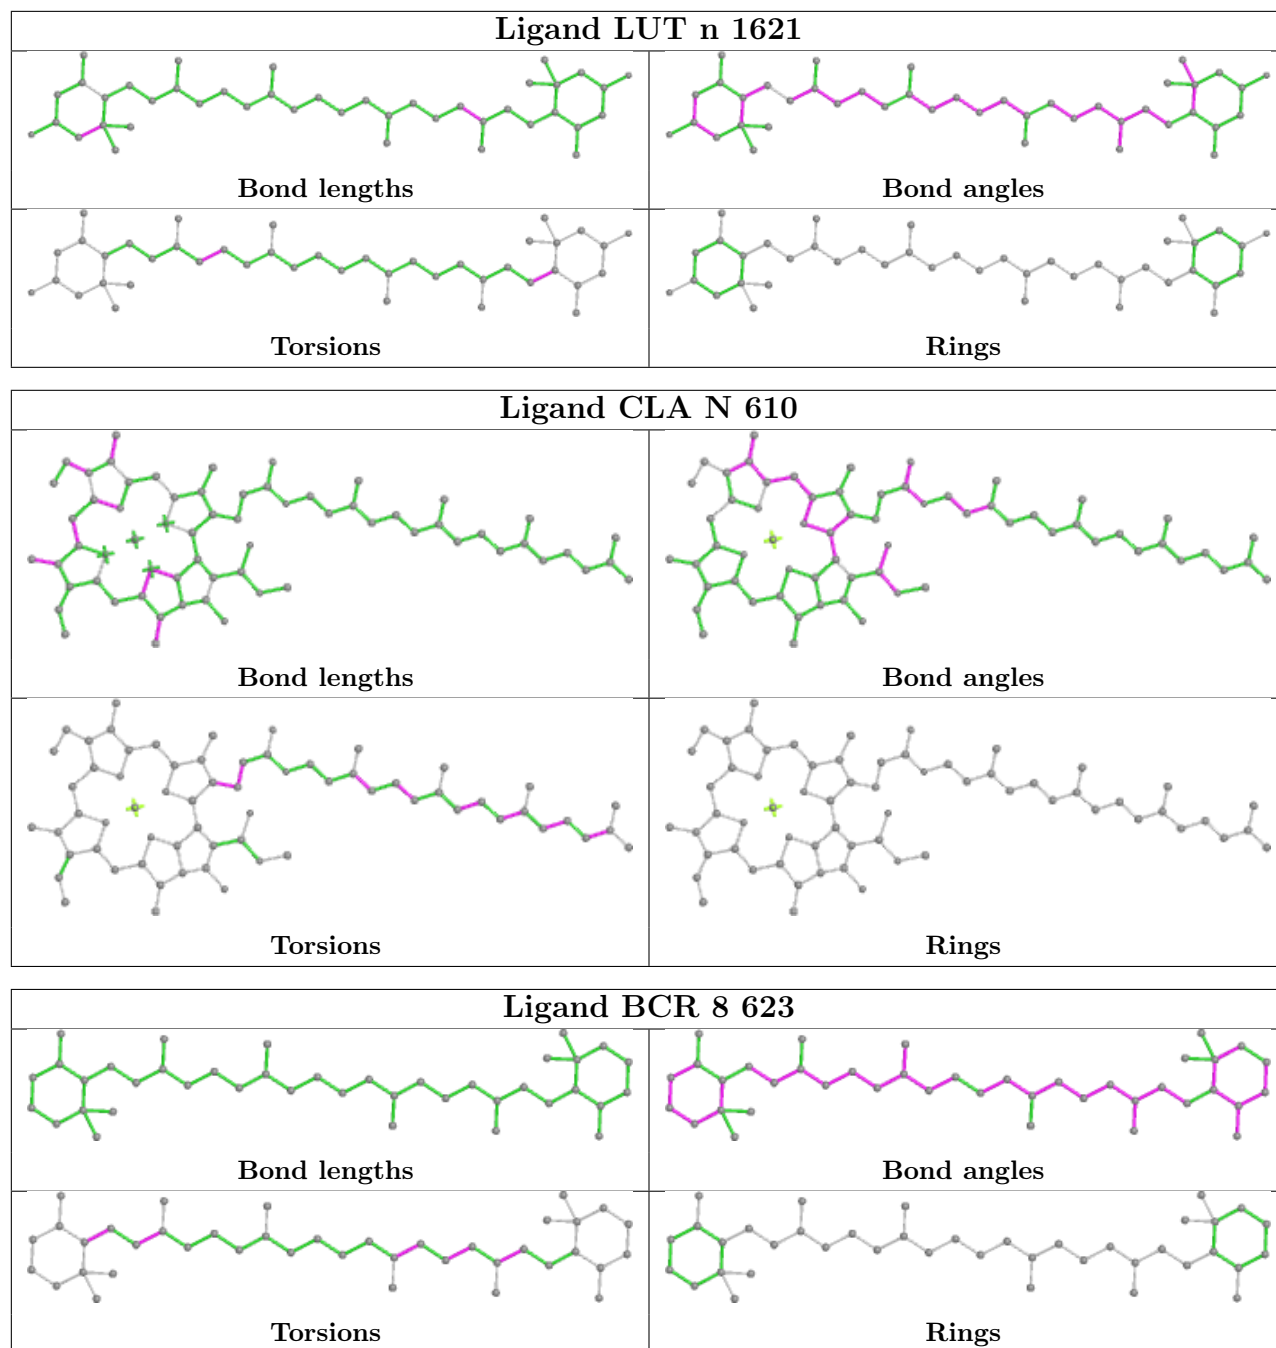 Ligand LUT n 1621
Bond lengths
Bond angles
Torsions
Rings
Ligand CLA N 610
Bond lengths
Bond angles
Torsions
Rings
Ligand BCR 8 623
Bond lengths
Bond angles
Torsions
Rings